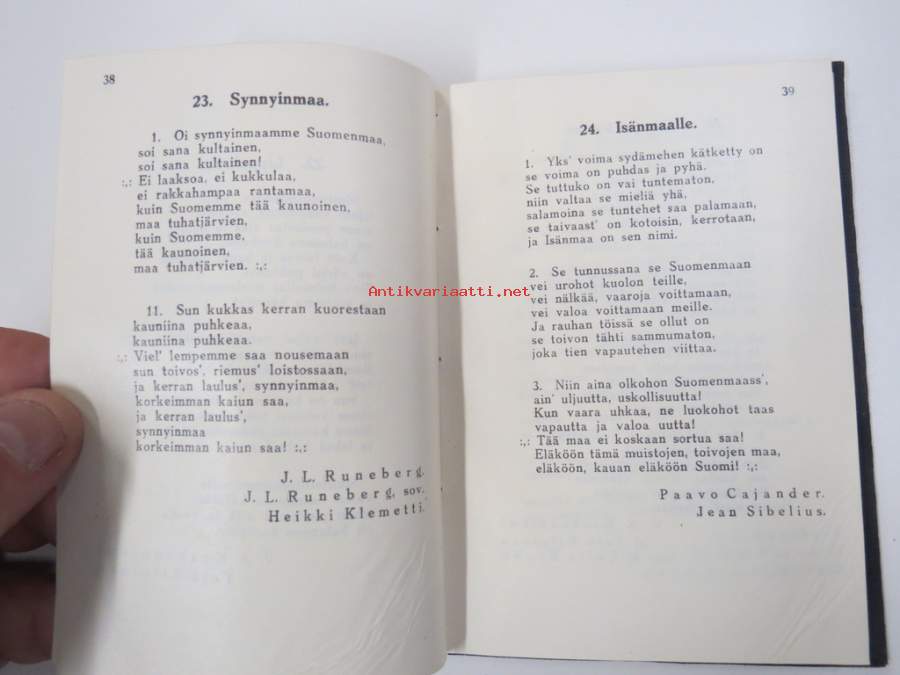 38
23. Synnyinmaa.
1. Oi synnyinmaamme Suomenmaa,
soi sana kultainen,
soi sana kultainen!
:,: Ei laaksoa, ei kukkulaa,
ei rakkahampaa rantamaa,
kuin Suomemme tää kaunoinen,
maa tuhatjärvien,
kuin Suomemme,
tää kaunoinen,
maa tuhatjärvien. :,:
11. Sun kukkas kerran kuorestaan
kauniina puhkeaa,
kauniina puhkeaa.
:,: Viel' lempemme saa nousemaan
sun toivos', riemus' loistossaan,
ja kerran laulus', synnyinmaa,
korkeimman kaiun saa,
ja kerran laulus',
synnyinmaa
korkeimman kaiun saa! :,:
J. L. Runeberg.
J. L. Runeberg, sov.
Heikki Klemetti.
39
24. Isänmaalle.
1. Yks' voima sydämehen kätketty on
se voima on puhdas ja pyhä.
Se tuttuko on vai tuntematon,
niin valtaa se mieliä yhä,
salamoina se tuntehet saa palamaan,
se taivaast' on kotoisin, kerrotaan,
ja Isänmaa on sen nimi.
2. Se tunnussana se Suomenmaan
vei urohot kuolon teille,
vei nälkää, vaaroja voittamaan,
vei valoa voittamaan meille.
Ja rauhan töissä se ollut on
se toivon tähti sammumaton,
joka tien vapautehen viittaa.
3. Niin aina olkohon Suomenmaass',
ain' uljuutta, uskollisuutta!
Kun vaara uhkaa, ne luokohot taas
vapautta ja valoa uutta!
:,: Tää maa ei koskaan sortua saa!
Eläköön tämä muistojen, toivojen maa,
eläköön, kauan eläköön Suomi! :,:
Paavo Cajander.
Jean Sibelius.
Antikvariaatti.net